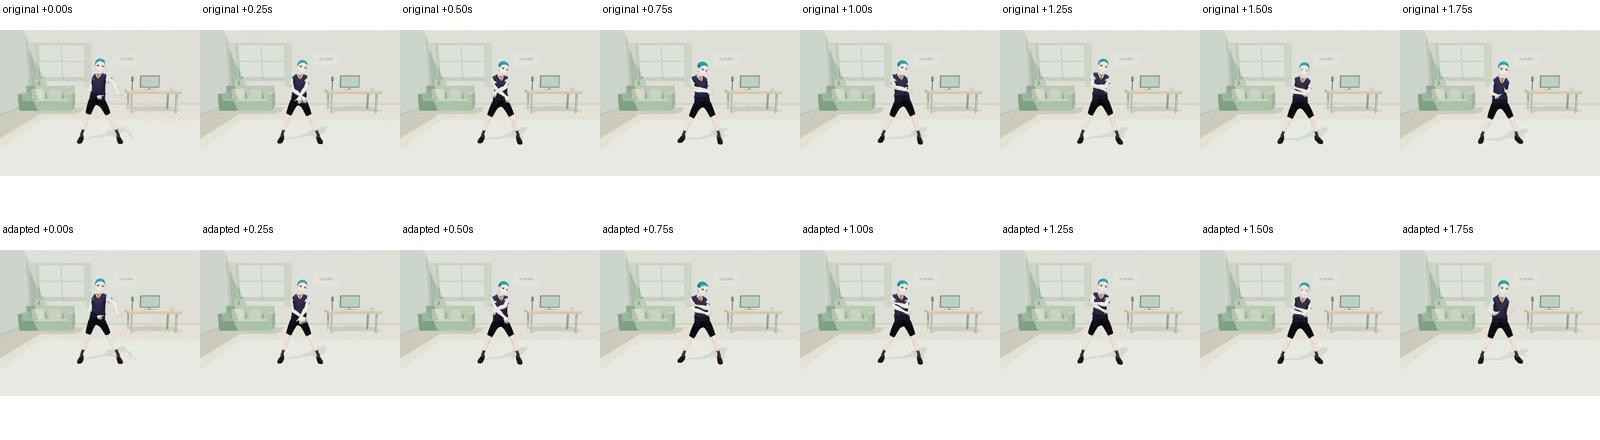 original +0.00s
original +0.25s
original +0.50s
original +0.75s
original +1.00s
original +1.25s
original +1.50s
original +1.75s
adapted +0.00s
adapted +0.25s
adapted +0.50s
adapted +0.75s
adapted +1.00s
adapted +1.25s
adapted +1.50s
adapted +1.75s